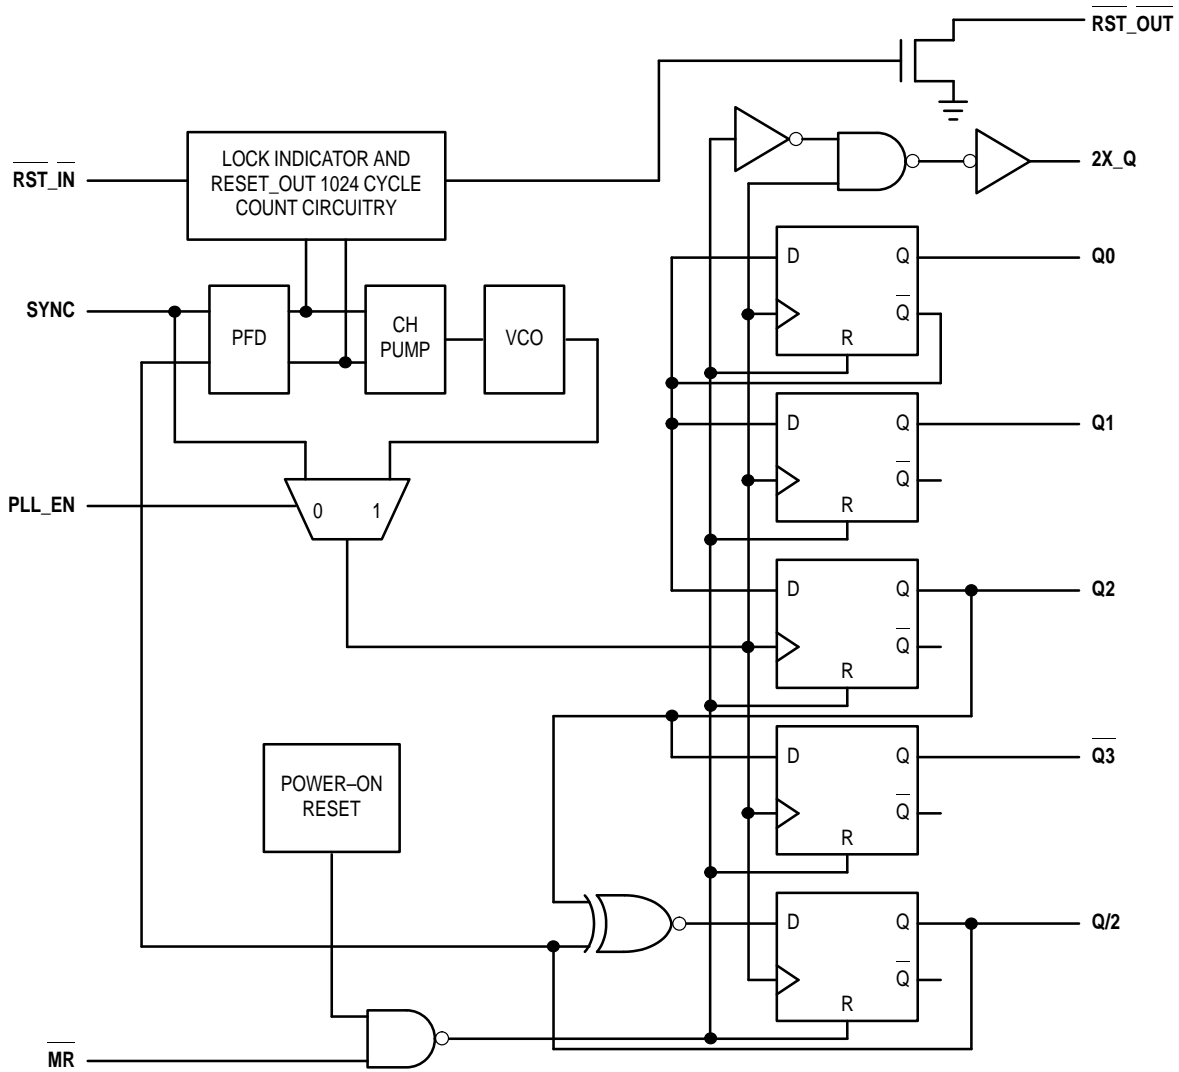 RST_OUT
LOCK INDICATOR AND
RESET_OUT 1024 CYCLE
COUNT CIRCUITRY
RST_IN
2X_Q
D
Q
Q0
Q
R
SYNC
PFD
CH
PUMP
VCO
D
Q
Q1
Q
R
PLL_EN
0
1
D
Q
Q2
Q
R
D
Q
Q3
Q
R
POWER–ON
RESET
D
Q
Q/2
Q
R
MR